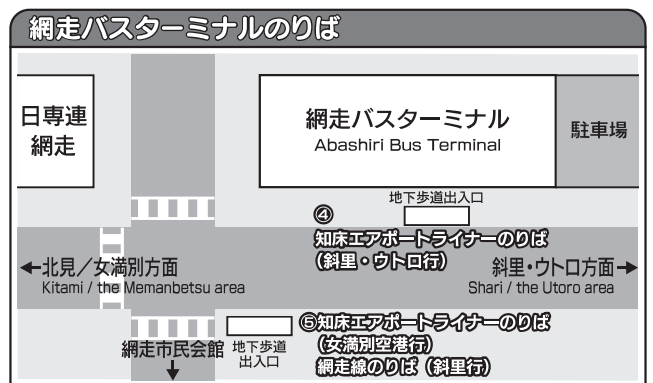 網走バスターミナルのりば
日専連
網走
網走バスターミナル
Abashiri Bus Terminal
駐車場
地下歩道出入口
④
知床エアポートライナーのりば
（斜里・ウトロ行）
←北見／女満別方面
Kitami / the Memanbetsu area
斜里・ウトロ方面→
Shari / the Utoro area
網走市民会館
↓
地下歩道
出入口
⑤知床エアポートライナーのりば
（女満別空港行）
網走線のりば（斜里行）